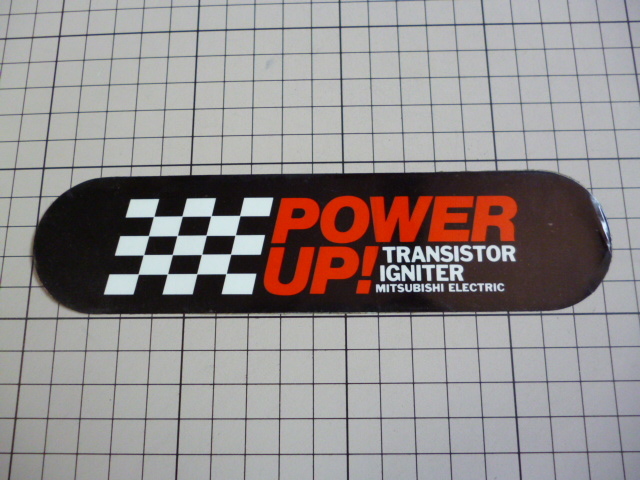 POWER
UP! TRANSISTOR
IGNITER
MITSUBISHI ELECTRIC